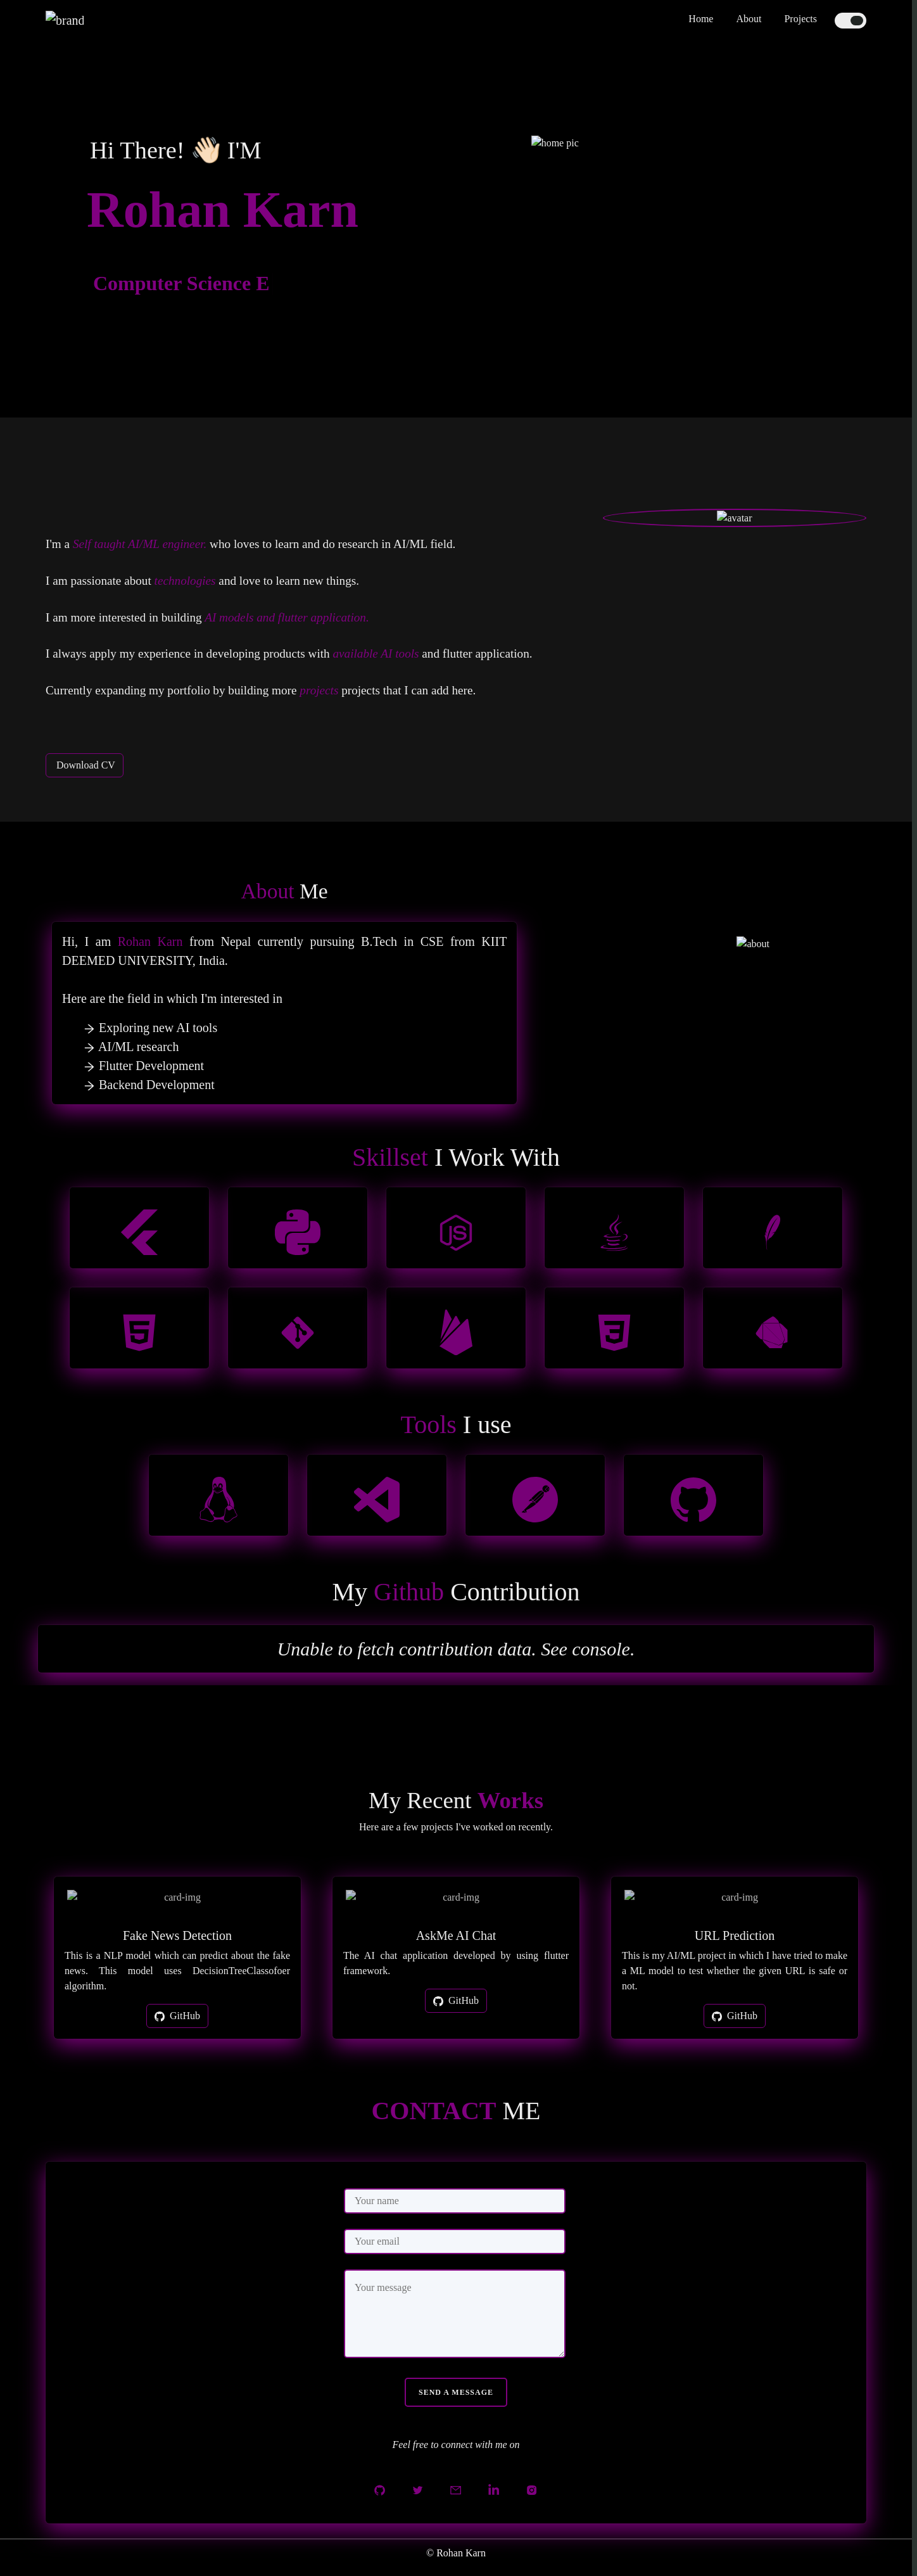 brand
Home About Projects
Hi There! 👋🏻 I'M
home pic
Rohan Karn
Computer Science E
avatar
I'm a Self taught AI/ML engineer. who loves to learn and do research in AI/ML field.
I am passionate about technologies and love to learn new things.
I am more interested in building AI models and flutter application.
I always apply my experience in developing products with available AI tools and flutter application.
Currently expanding my portfolio by building more projects projects that I can add here.
Download CV
About Me
Hi, I am Rohan Karn from Nepal currently pursuing B.Tech in CSE from KIIT
DEEMED UNIVERSITY, India.
about
Here are the field in which I'm interested in
Exploring new AI tools
AI/ML research
Flutter Development
Backend Development
Skillset I Work With
Tools I use
My Github Contribution
Unable to fetch contribution data. See console.
My Recent Works
Here are a few projects I've worked on recently.
card-img
Fake News Detection
This is a NLP model which can predict about the fake
news. This model uses DecisionTreeClassofoer
algorithm.
GitHub
card-img
AskMe AI Chat
The AI chat application developed by using flutter
framework.
GitHub
card-img
URL Prediction
This is my AI/ML project in which I have tried to make
a ML model to test whether the given URL is safe or
not.
GitHub
CONTACT ME
Your name
Your email
Your message
SEND A MESSAGE
Feel free to connect with me on
© Rohan Karn